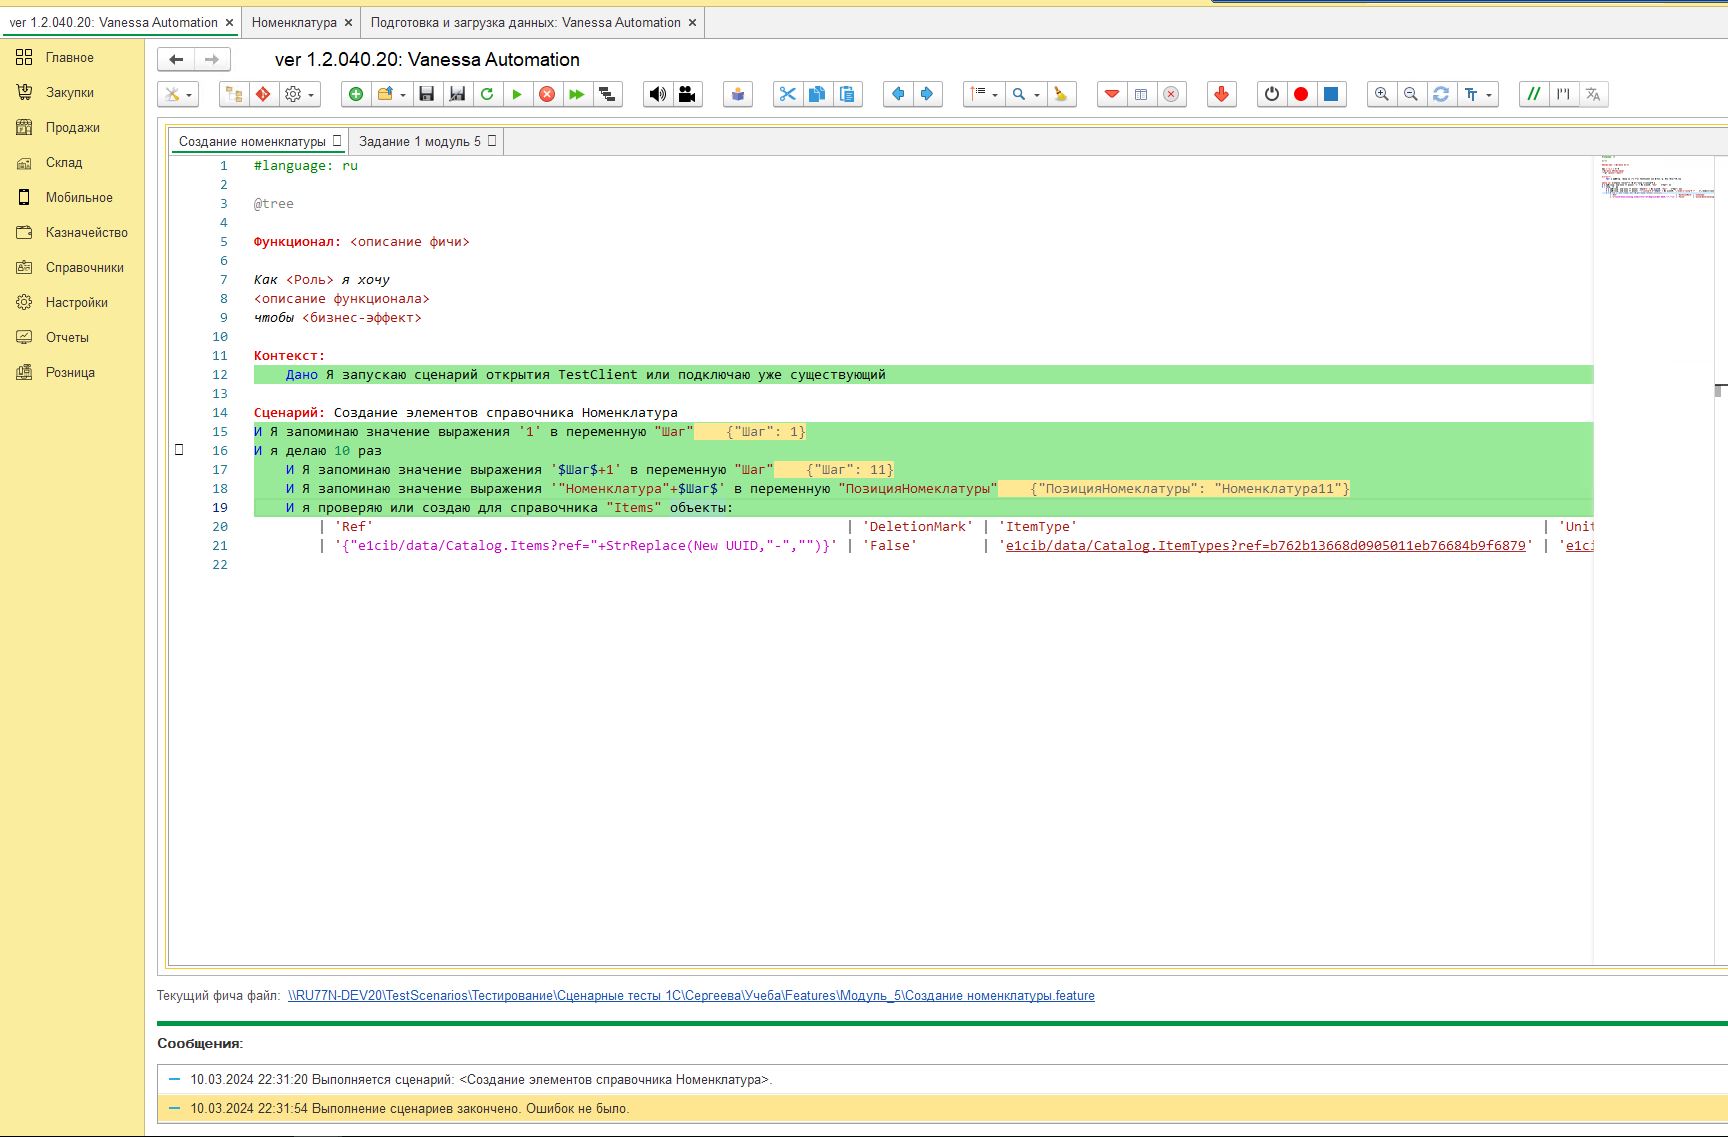 ver 1.2.040.20: Vanessa Automation × Номенклатура × Подготовка и загрузка данных: Vanessa Automation ×
Главное
Закупки
Продажи
Склад
Мобильное
Казначейство
Справочники
Настройки
Отчеты
Розница
ver 1.2.040.20: Vanessa Automation
Создание номенклатуры Задание 1 модуль 5
1 #language: ru
2
3 @tree
4
5 Функционал: <описание фичи>
6
7 Как <Роль> я хочу
8 <описание функционала>
9 чтобы <бизнес-эффект>
10
11 Контекст:
12 Дано Я запускаю сценарий открытия TestClient или подключаю уже существующий
13
14 Сценарий: Создание элементов справочника Номенклатура
15 И Я запоминаю значение выражения '1' в переменную "Шаг" {"Шаг": 1}
16 И я делаю 10 раз
17 И Я запоминаю значение выражения '$Шаг$+1' в переменную "Шаг" {"Шаг": 11}
18 И Я запоминаю значение выражения '"Номенклатура"+$Шаг$' в переменную "ПозицияНомеклатуры" {"ПозицияНомеклатуры": "Номенклатура11"}
19 И я проверяю или создаю для справочника "Items" объекты:
20 | 'Ref' | 'DeletionMark' | 'ItemType' | 'Unit
21 | '{"e1cib/data/Catalog.Items?ref="+StrReplace(New UUID,"-","")}' | 'False' | 'e1cib/data/Catalog.ItemTypes?ref=b762b13668d0905011eb76684b9f6879' | 'e1ci
22
Текущий фича файл: \\RU77N-DEV20\TestScenarios\Тестирование\Сценарные тесты 1С\Сергеева\Учеба\Features\Модуль_5\Создание номенклатуры.feature
Сообщения:
10.03.2024 22:31:20 Выполняется сценарий: <Создание элементов справочника Номенклатура>.
10.03.2024 22:31:54 Выполнение сценариев закончено. Ошибок не было.